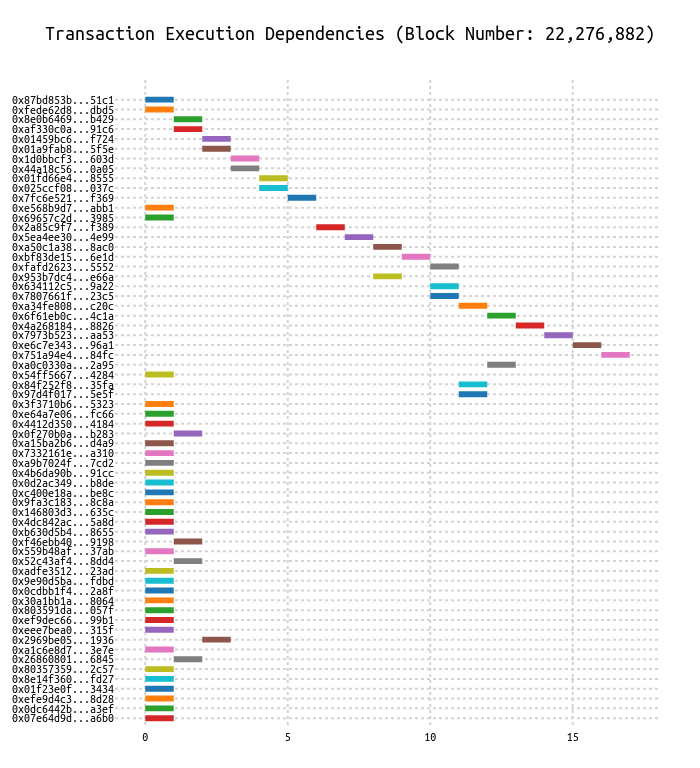 Transaction Execution Dependencies (Block Number: 22,276,882)
0x87bd853b...51c1
0xfede62d8...dbd5
0x8e0b6469...b429
0xaf330c0a...91c6
0x01459bc6...f724
0x01a9fab8...5f5e
0x1d0bbcf3...603d
0x44a18c56...0a05
0x01fd66e4...8555
0x025ccf08...037c
0x7fc6e521...f369
0xe568b9d7...abb1
0x69657c2d...3985
0x2a85c9f7...f389
0x5ea4ee30...4e99
0xa50c1a38...8ac0
0xbf83de15...6e1d
0xfafd2623...5552
0x953b7dc4...e66a
0x634112c5...9a22
0x7807661f...23c5
0xa34fe808...c20c
0x6f61eb0c...4c1a
0x4a268184...8826
0x7973b523...aa53
0xe6c7e343...96a1
0x751a94e4...84fc
0xa0c0330a...2a95
0x54ff5667...4284
0x84f252f8...35fa
0x97d4f017...5e5f
0x3f3710b6...5323
0xe64a7e06...fc66
0x4412d350...4184
0x0f270b0a...b283
0xa15ba2b6...d4a9
0x7332161e...a310
0xa9b7024f...7cd2
0x4b6da90b...91cc
0x0d2ac349...b8de
0xc400e18a...be8c
0x9fa3c183...8c8a
0x146803d3...635c
0x4dc842ac...5a8d
0xb630d5b4...8655
0xf46ebb40...9198
0x559b48af...37ab
0x52c43af4...8dd4
0xadfe3512...23ad
0x9e90d5ba...fdbd
0x0cdbb1f4...2a8f
0x30a1bb1a...8064
0x803591da...057f
0xef9dec66...99b1
0xeee7bea0...315f
0x2969be05...1936
0xa1c6e8d7...3e7e
0x26860801...6845
0x80357359...2c57
0x8e14f360...fd27
0x01f23e0f...3434
0xefe9d4c3...8d28
0x0dc6442b...a3ef
0x07e64d9d...a6b0
0 5 10 15